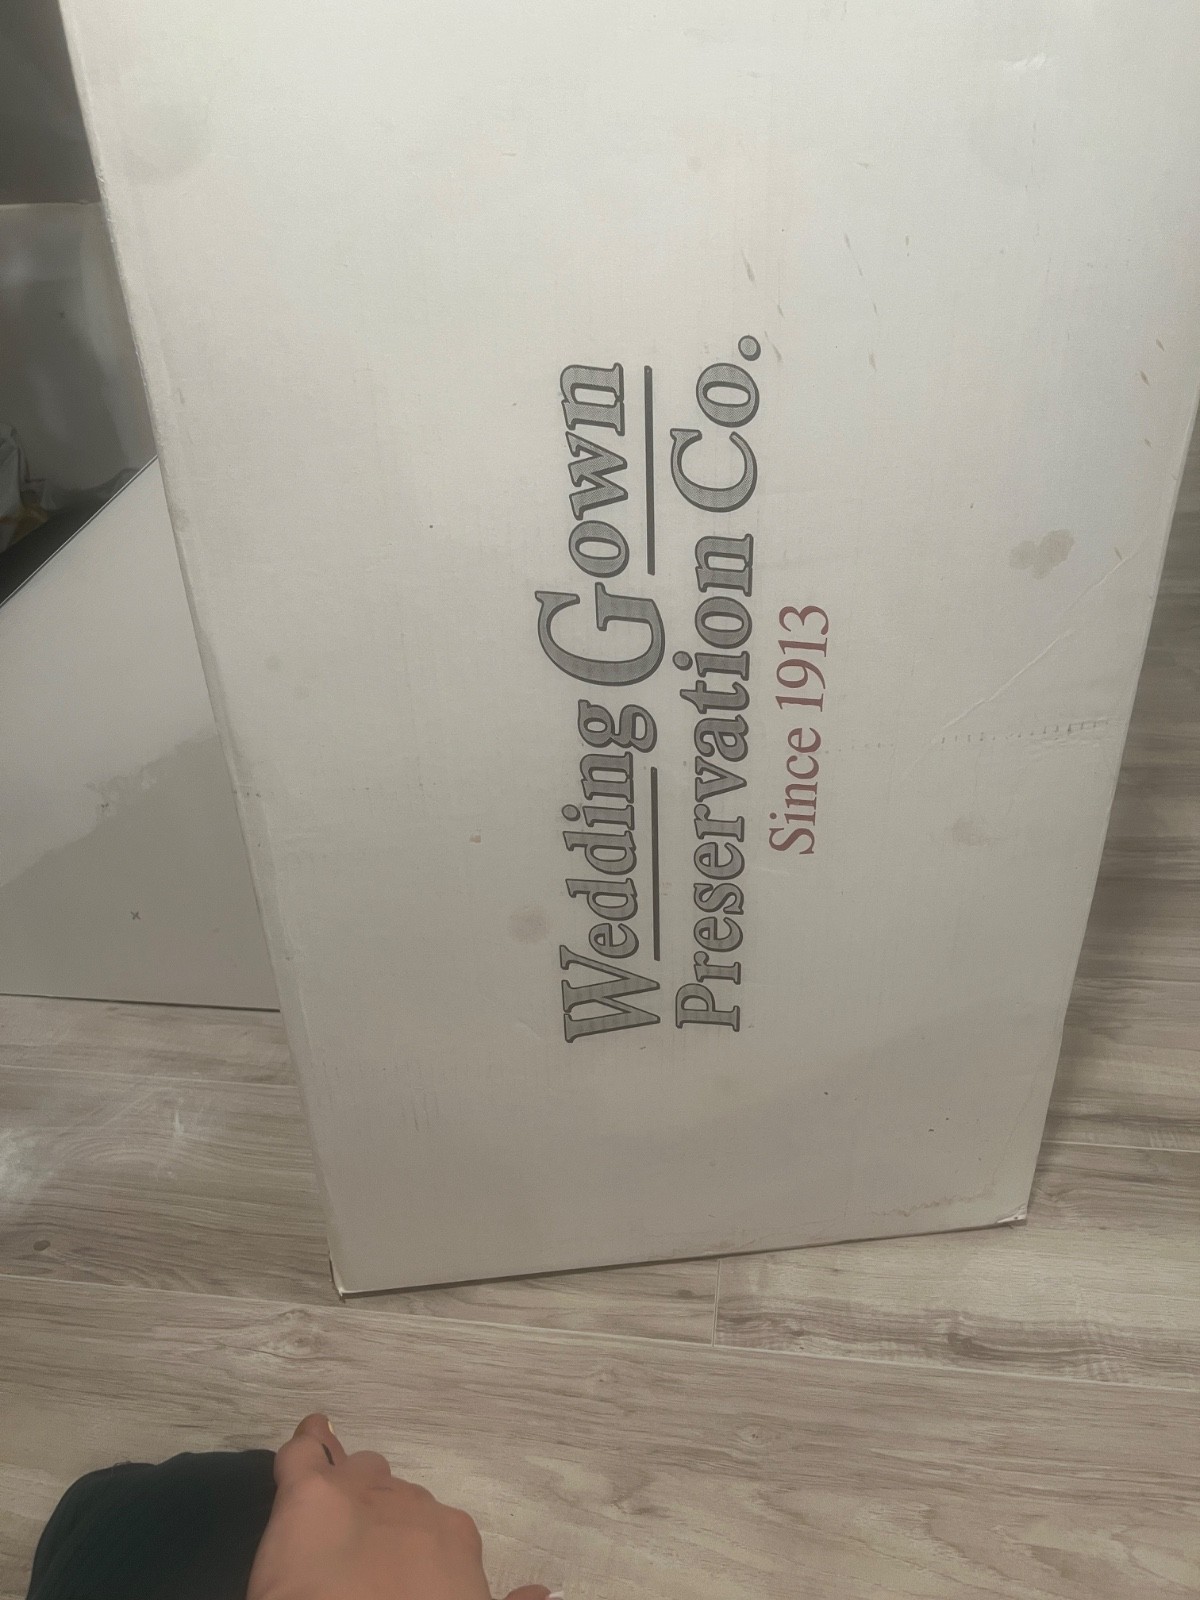 Wedding Gown
Preservation Co.
Since 1913